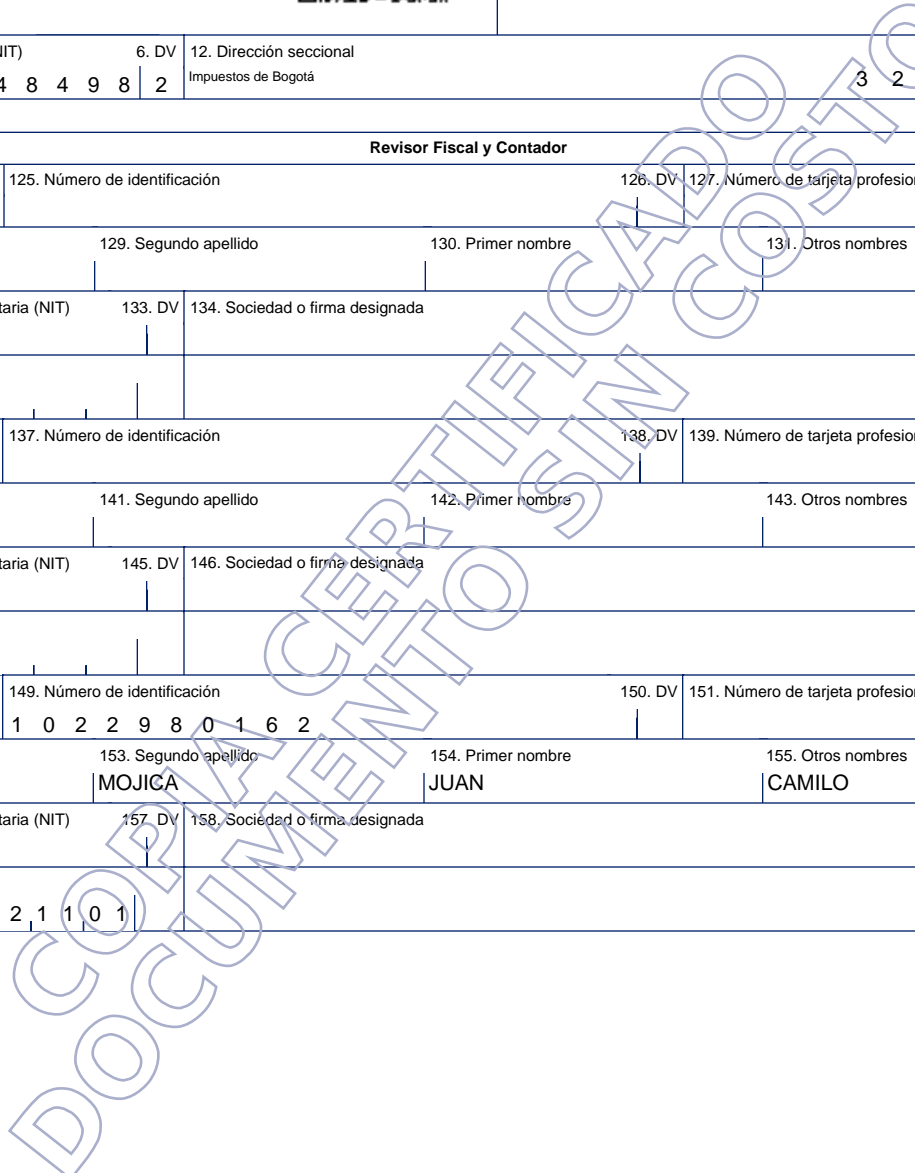 IIT) 6. DV 12. Dirección seccional
4 8 4 9 8 2 Impuestos de Bogotá 3 2
Revisor Fiscal y Contador
125. Número de identificación 126. DV 127. Número de tarjeta profesion
129. Segundo apellido 130. Primer nombre 131. Otros nombres
taria (NIT) 133. DV 134. Sociedad o firma designada
137. Número de identificación 138. DV 139. Número de tarjeta profesion
141. Segundo apellido 142. Primer nombre 143. Otros nombres
taria (NIT) 145. DV 146. Sociedad o firma designada
149. Número de identificación 150. DV 151. Número de tarjeta profesion
1 0 2 2 9 8 0 1 6 2
153. Segundo apellido 154. Primer nombre 155. Otros nombres
MOJICA JUAN CAMILO
taria (NIT) 157. DV 158. Sociedad o firma designada
2 1 1 0 1
COPIA CERTIFICADO
DOCUMENTO SIN COSTO